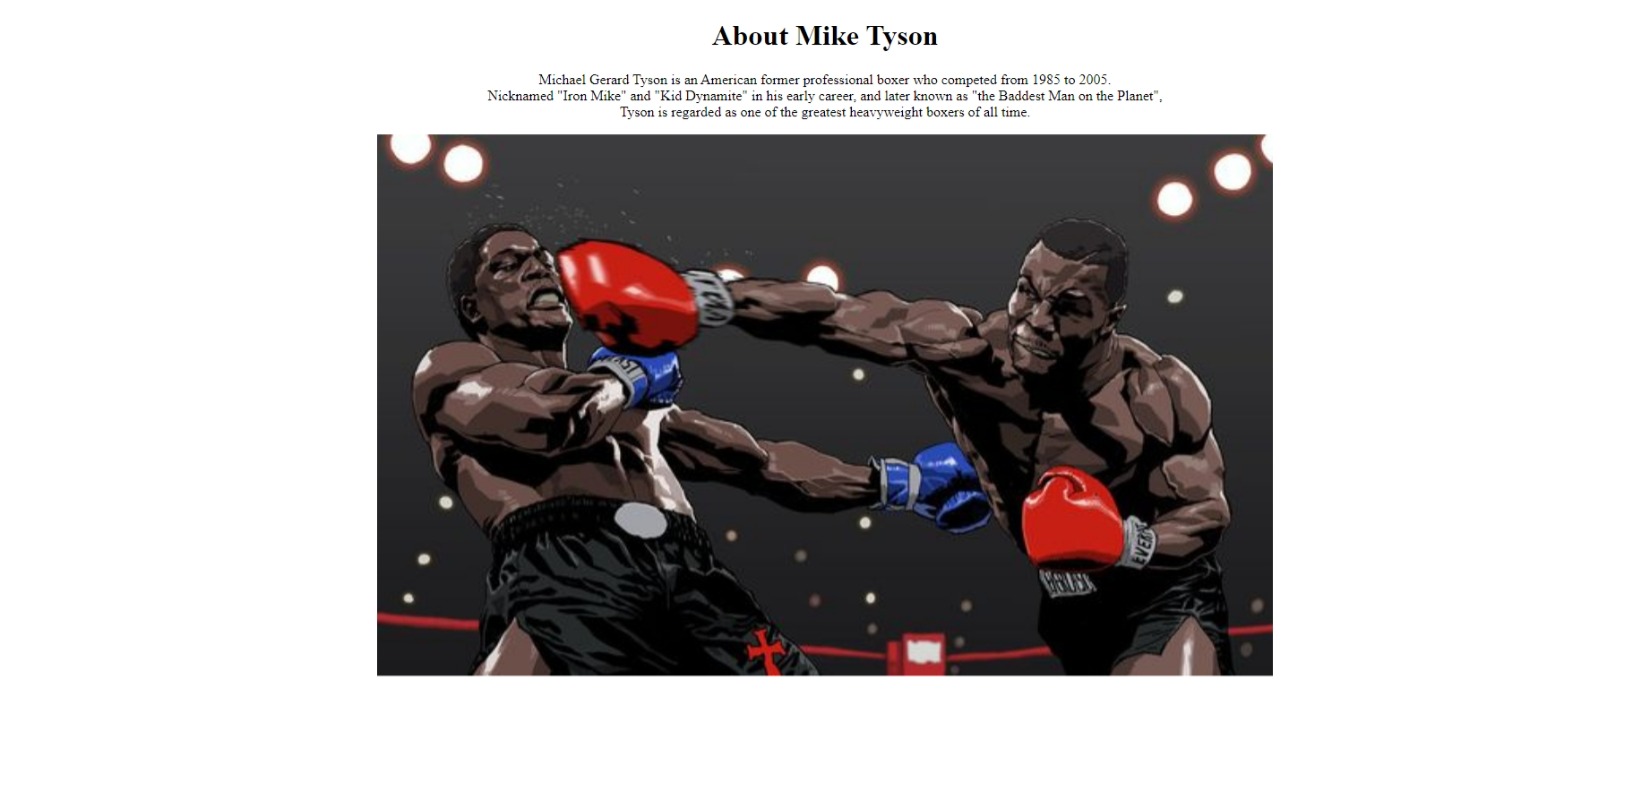 About Mike Tyson
Michael Gerard Tyson is an American former professional boxer who competed from 1985 to 2005.
Nicknamed "Iron Mike" and "Kid Dynamite" in his early career, and later known as "the Baddest Man on the Planet",
Tyson is regarded as one of the greatest heavyweight boxers of all time.